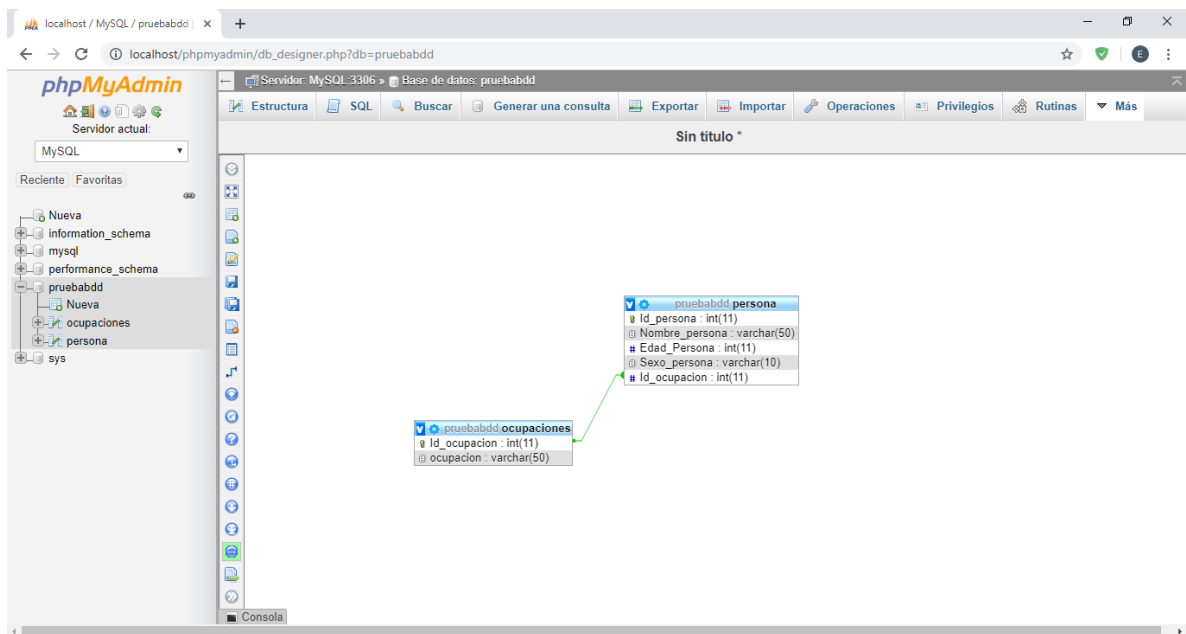 localhost / MySQL / pruebabdd |
localhost/phpmyadmin/db_designer.php?db=pruebabdd
E
phpMyAdmin
Servidor actual:
MySQL
Reciente Favoritas
Nueva
information_schema
mysql
performance_schema
pruebabdd
Nueva
ocupaciones
persona
sys
Servidor: MySQL:3306 » Base de datos: pruebabdd
Estructura SQL Buscar Generar una consulta Exportar Importar Operaciones Privilegios Rutinas Más
Sin título *
pruebabdd persona
Id_persona : int(11)
Nombre_persona : varchar(50)
# Edad_Persona : int(11)
Sexo_persona : varchar(10)
# Id_ocupacion : int(11)
pruebabdd ocupaciones
Id_ocupacion : int(11)
ocupacion : varchar(50)
Consola